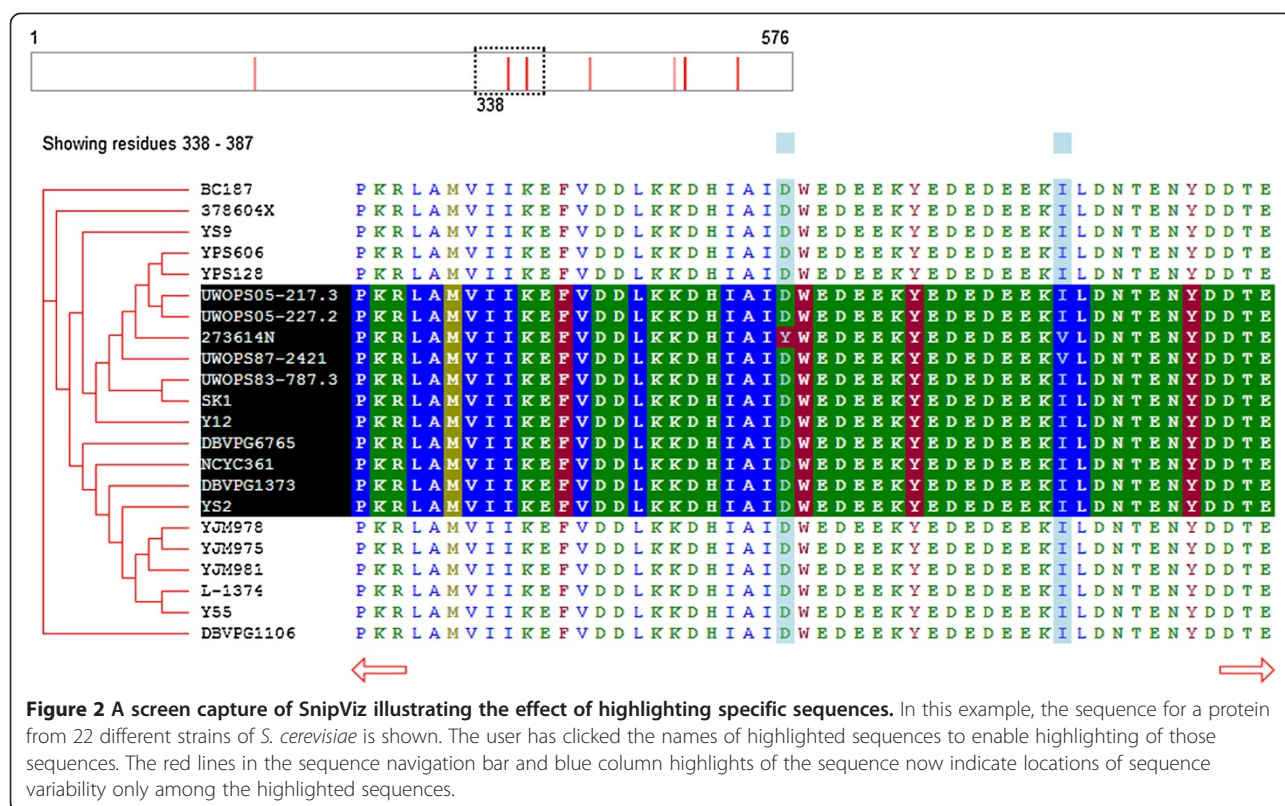 1 576
338
Showing residues 338 - 387
BC187 P K R L A M V I I K E F V D D L K K D H I A I D W E D E E K Y E D E D E E K I L D N T E N Y D D T E
378604X P K R L A M V I I K E F V D D L K K D H I A I D W E D E E K Y E D E D E E K I L D N T E N Y D D T E
YS9 P K R L A M V I I K E F V D D L K K D H I A I D W E D E E K Y E D E D E E K I L D N T E N Y D D T E
YPS606 P K R L A M V I I K E F V D D L K K D H I A I D W E D E E K Y E D E D E E K I L D N T E N Y D D T E
YPS128 P K R L A M V I I K E F V D D L K K D H I A I D W E D E E K Y E D E D E E K I L D N T E N Y D D T E
UWOPS05-217.3 P K R L A M V I I K E F V D D L K K D H I A I D W E D E E K Y E D E D E E K I L D N T E N Y D D T E
UWOPS05-227.2 P K R L A M V I I K E F V D D L K K D H I A I D W E D E E K Y E D E D E E K I L D N T E N Y D D T E
273614N P K R L A M V I I K E F V D D L K K D H I A I Y W E D E E K Y E D E D E E K V L D N T E N Y D D T E
UWOPS87-2421 P K R L A M V I I K E F V D D L K K D H I A I D W E D E E K Y E D E D E E K V L D N T E N Y D D T E
UWOPS83-787.3 P K R L A M V I I K E F V D D L K K D H I A I D W E D E E K Y E D E D E E K I L D N T E N Y D D T E
SK1 P K R L A M V I I K E F V D D L K K D H I A I D W E D E E K Y E D E D E E K I L D N T E N Y D D T E
Y12 P K R L A M V I I K E F V D D L K K D H I A I D W E D E E K Y E D E D E E K I L D N T E N Y D D T E
DBVPG6765 P K R L A M V I I K E F V D D L K K D H I A I D W E D E E K Y E D E D E E K I L D N T E N Y D D T E
NCYC361 P K R L A M V I I K E F V D D L K K D H I A I D W E D E E K Y E D E D E E K I L D N T E N Y D D T E
DBVPG1373 P K R L A M V I I K E F V D D L K K D H I A I D W E D E E K Y E D E D E E K I L D N T E N Y D D T E
YS2 P K R L A M V I I K E F V D D L K K D H I A I D W E D E E K Y E D E D E E K I L D N T E N Y D D T E
YJM978 P K R L A M V I I K E F V D D L K K D H I A I D W E D E E K Y E D E D E E K I L D N T E N Y D D T E
YJM975 P K R L A M V I I K E F V D D L K K D H I A I D W E D E E K Y E D E D E E K I L D N T E N Y D D T E
YJM981 P K R L A M V I I K E F V D D L K K D H I A I D W E D E E K Y E D E D E E K I L D N T E N Y D D T E
L-1374 P K R L A M V I I K E F V D D L K K D H I A I D W E D E E K Y E D E D E E K I L D N T E N Y D D T E
Y55 P K R L A M V I I K E F V D D L K K D H I A I D W E D E E K Y E D E D E E K I L D N T E N Y D D T E
DBVPG1106 P K R L A M V I I K E F V D D L K K D H I A I D W E D E E K Y E D E D E E K I L D N T E N Y D D T E
Figure 2 A screen capture of SnipViz illustrating the effect of highlighting specific sequences. In this example, the sequence for a protein
from 22 different strains of S. cerevisiae is shown. The user has clicked the names of highlighted sequences to enable highlighting of those
sequences. The red lines in the sequence navigation bar and blue column highlights of the sequence now indicate locations of sequence
variability only among the highlighted sequences.